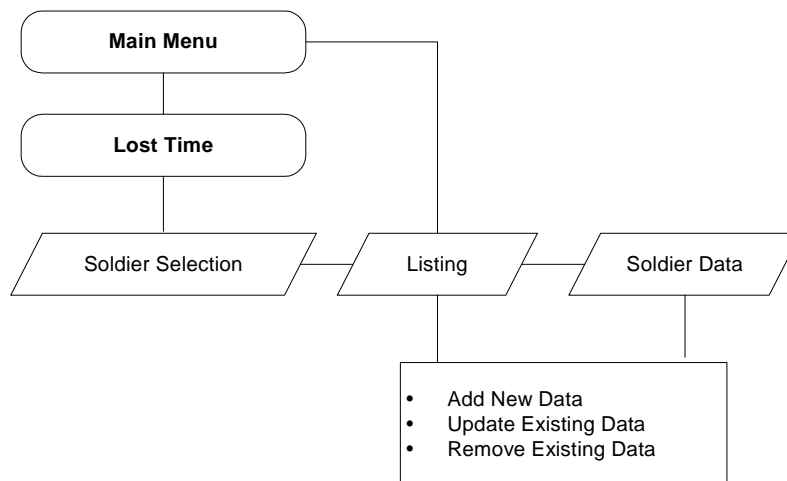 Main Menu
Lost Time
Soldier Selection
Listing
Soldier Data
• Add New Data
• Update Existing Data
• Remove Existing Data